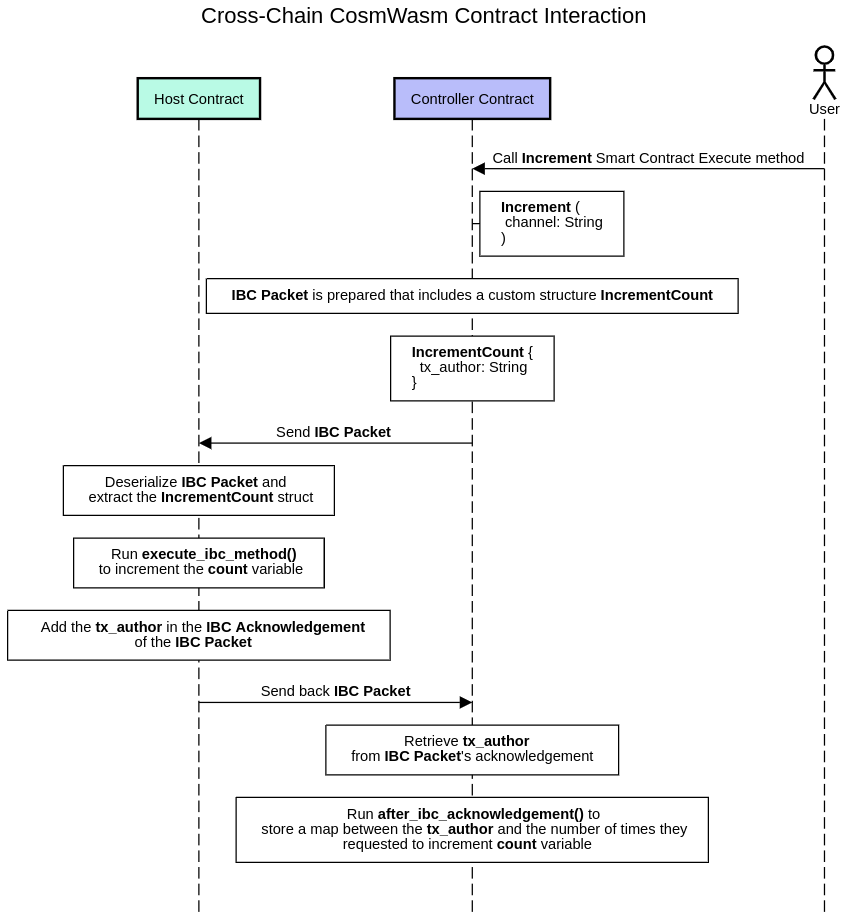 Cross-Chain CosmWasm Contract Interaction
Host Contract
Controller Contract
User
Call Increment Smart Contract Execute method
Increment (
channel: String
)
IBC Packet is prepared that includes a custom structure IncrementCount
IncrementCount {
tx_author: String
}
Send IBC Packet
Deserialize IBC Packet and
extract the IncrementCount struct
Run execute_ibc_method()
to increment the count variable
Add the tx_author in the IBC Acknowledgement
of the IBC Packet
Send back IBC Packet
Retrieve tx_author
from IBC Packet's acknowledgement
Run after_ibc_acknowledgement() to
store a map between the tx_author and the number of times they
requested to increment count variable